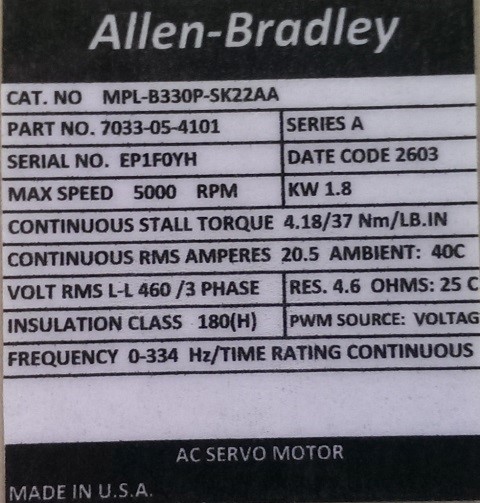 Allen-Bradley
CAT. NO MPL-B330P-SK22AA
PART NO. 7033-05-4101 SERIES A
SERIAL NO. EP1F0YH DATE CODE 2603
MAX SPEED 5000 RPM KW 1.8
CONTINUOUS STALL TORQUE 4.18/37 Nm/LB.IN
CONTINUOUS RMS AMPERES 20.5 AMBIENT: 40C
VOLT RMS L-L 460 /3 PHASE RES. 4.6 OHMS: 25 C
INSULATION CLASS 180(H) PWM SOURCE: VOLTAG
FREQUENCY 0-334 Hz/TIME RATING CONTINUOUS
AC SERVO MOTOR
MADE IN U.S.A.